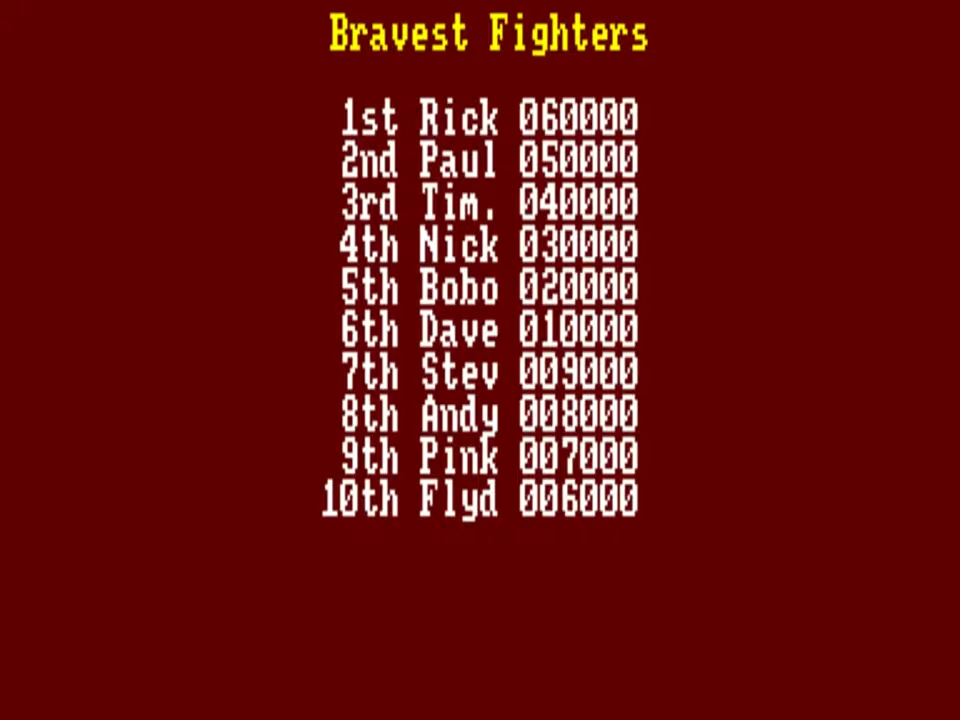 Bravest Fighters
1st Rick 060000
2nd Paul 050000
3rd Tim. 040000
4th Nick 030000
5th Bobo 020000
6th Dave 010000
7th Stev 009000
8th Andy 008000
9th Pink 007000
10th Flyd 006000